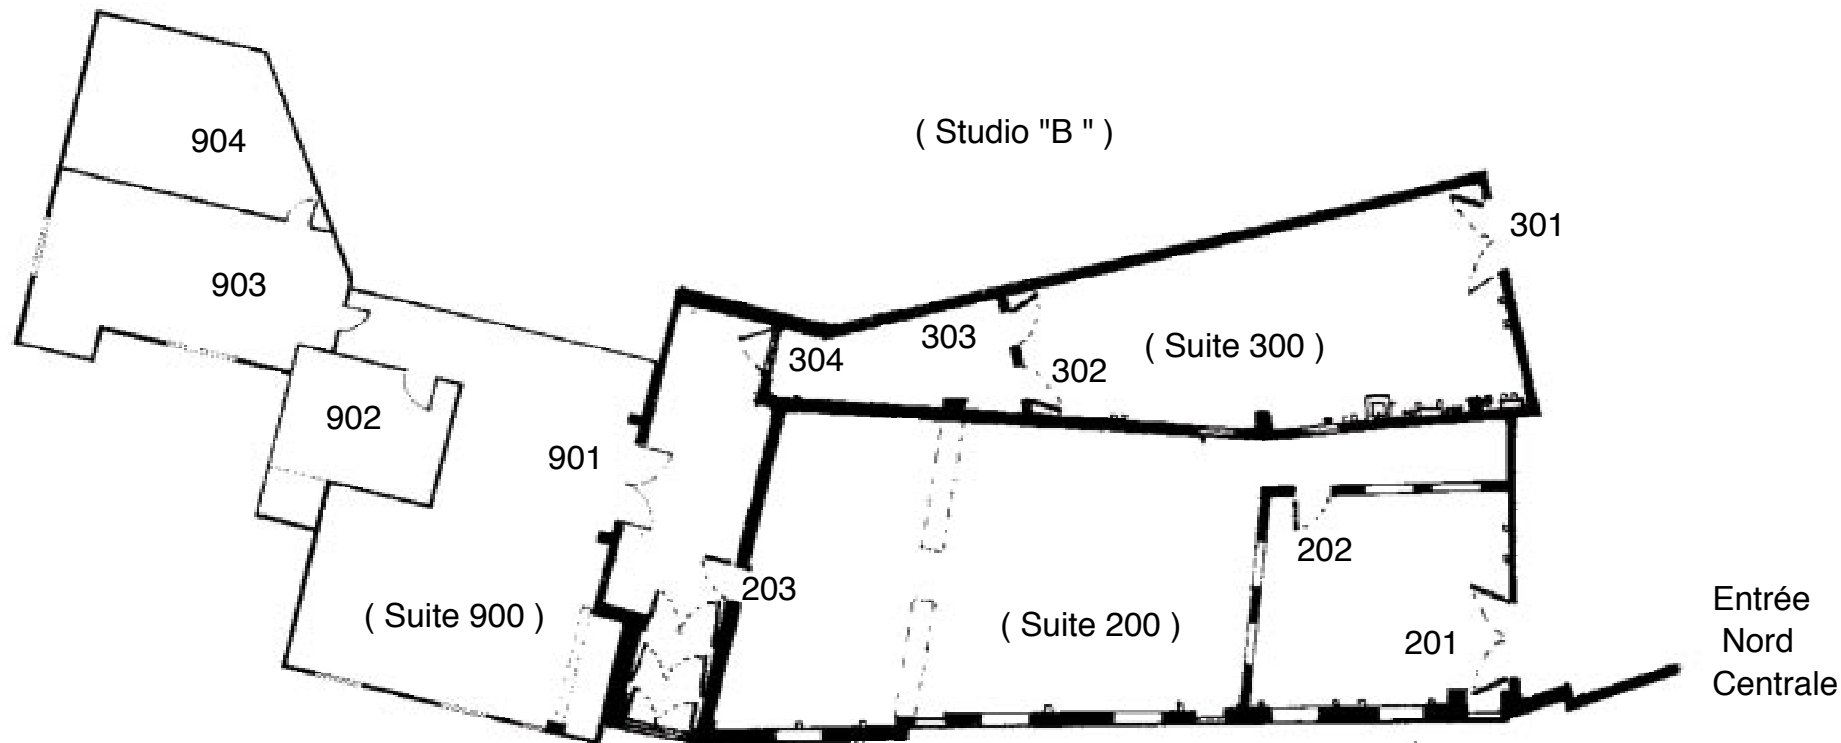 ( Studio "B " )
904
301
903
303
( Suite 300 )
304
302
902
901
202
203
( Suite 900 )
( Suite 200 )
201
Entrée
Nord
Centrale